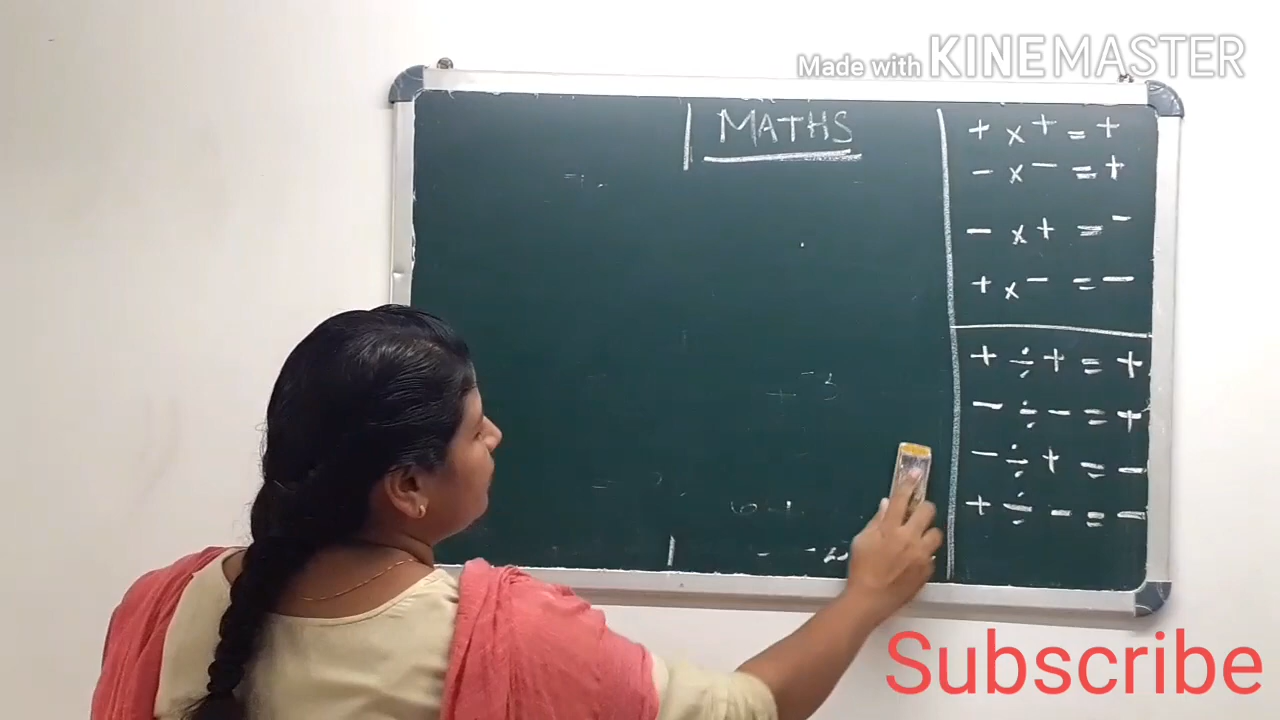 Made with KINEMASTER
MATHS
+ x + = +
- x - = +
- x + = -
+ x - = -
+ ÷ + = +
- ÷ - = +
- ÷ + = -
+ ÷ - = -
Subscribe